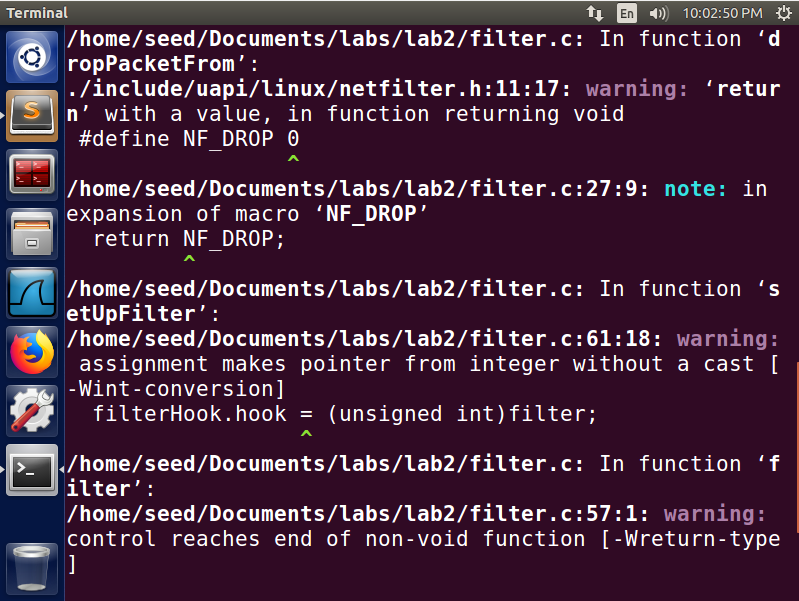 Terminal
En
10:02:50 PM
/home/seed/Documents/labs/lab2/filter.c: In function ‘d
ropPacketFrom’:
./include/uapi/linux/netfilter.h:11:17: warning: ‘retur
n’ with a value, in function returning void
 #define NF_DROP 0
                 ^
/home/seed/Documents/labs/lab2/filter.c:27:9: note: in
expansion of macro ‘NF_DROP’
  return NF_DROP;
         ^
/home/seed/Documents/labs/lab2/filter.c: In function ‘s
etUpFilter’:
/home/seed/Documents/labs/lab2/filter.c:61:18: warning:
 assignment makes pointer from integer without a cast [
-Wint-conversion]
  filterHook.hook = (unsigned int)filter;
                  ^
/home/seed/Documents/labs/lab2/filter.c: In function ‘f
ilter’:
/home/seed/Documents/labs/lab2/filter.c:57:1: warning:
control reaches end of non-void function [-Wreturn-type
]